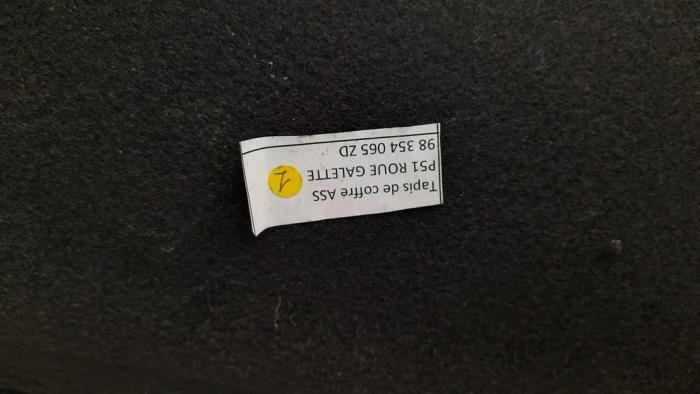 Tapis de coffre ASS
P51 ROUE GALETTE
98 354 065 ZD
1